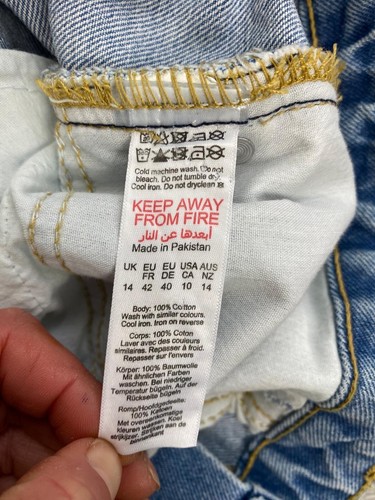 Cold machine wash. Do not
bleach. Do not tumble dry.
Cool iron. Do not dryclean
KEEP AWAY
FROM FIRE
أبعدها عن النار
Made in Pakistan
UK EU EU USA AUS
FR DE CA NZ
14 42 40 10 14
Body: 100% Cotton
Wash with similar colours.
Cool iron. Iron on reverse
Corps: 100% Coton
Laver avec des couleurs
similaires. Repasser à froid.
Repasser sur l'envers
Körper: 100% Baumwolle
Mit ähnlichen Farben
waschen. Bei niedriger
Temperatur bügeln. Auf der
Rückseite bügeln
Romp/Hoofdgedeelte:
100% Katoen
Met overeenkomstige
kleuren wassen. Koel
strijkijzer. Strijken aan de
binnenkant